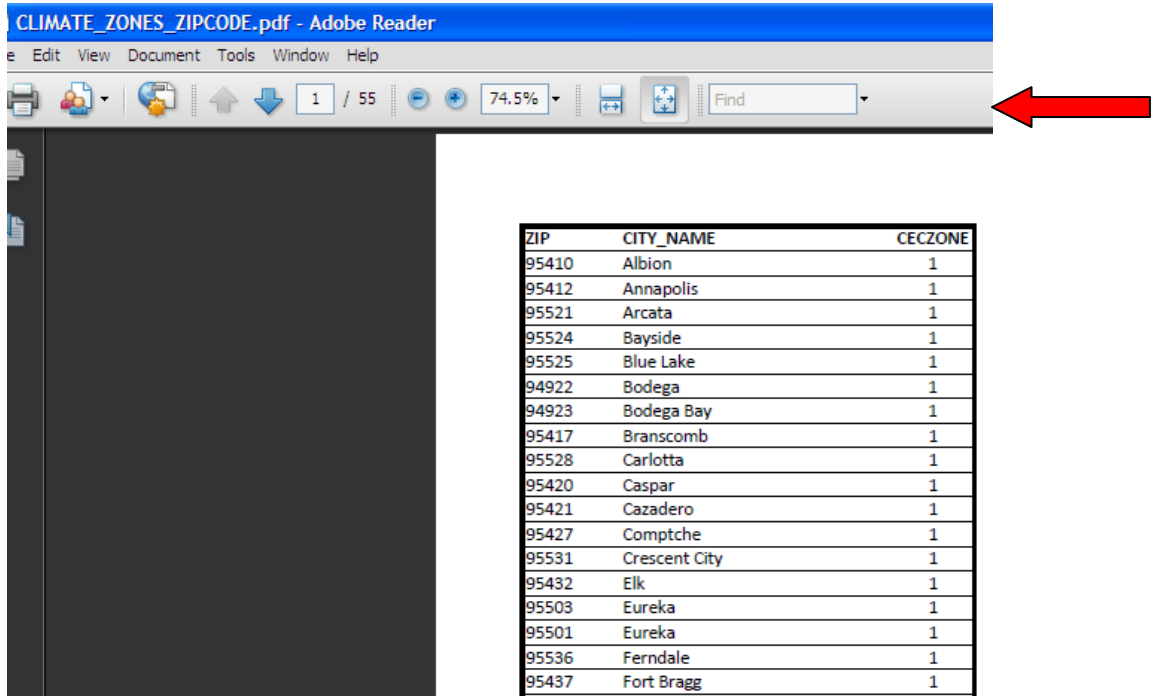 CLIMATE_ZONES_ZIPCODE.pdf - Adobe Reader
e Edit View Document Tools Window Help
1 / 55 74.5% Find
ZIP CITY_NAME CECZONE
95410 Albion 1
95412 Annapolis 1
95521 Arcata 1
95524 Bayside 1
95525 Blue Lake 1
94922 Bodega 1
94923 Bodega Bay 1
95417 Branscomb 1
95528 Carlotta 1
95420 Caspar 1
95421 Cazadero 1
95427 Comptche 1
95531 Crescent City 1
95432 Elk 1
95503 Eureka 1
95501 Eureka 1
95536 Ferndale 1
95437 Fort Bragg 1